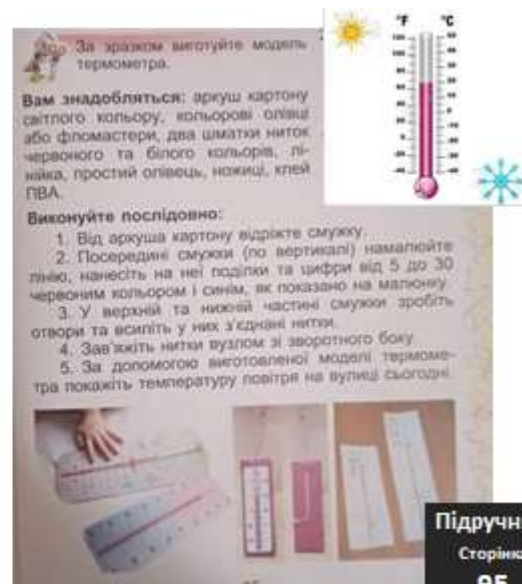 За зразком виготуйте модель
термометра.
Вам знадобляться: аркуш картону
світлого кольору, кольорові олівці
або фломастери, два шматки ниток
червоного та білого кольорів, лі-
нійка, простий олівець, ножиці, клей
ПВА.
Виконуйте послідовно:
1. Від аркуша картону відріжте смужку.
2. Посередині смужки (по вертикалі) намалюйте
лінію, нанесіть на неї поділки та цифри від 5 до 30
червоним кольором і синім, як показано на малюнку.
3. У верхній та нижній частині смужки зробіть
отвори та всиліть у них з'єднані нитки.
4. Зав'яжіть нитки вузлом зі зворотного боку.
5. За допомогою виготовленої моделі термоме-
тра покажіть температуру повітря на вулиці сьогодні.
°F °C
Підручн
Сторінка
95